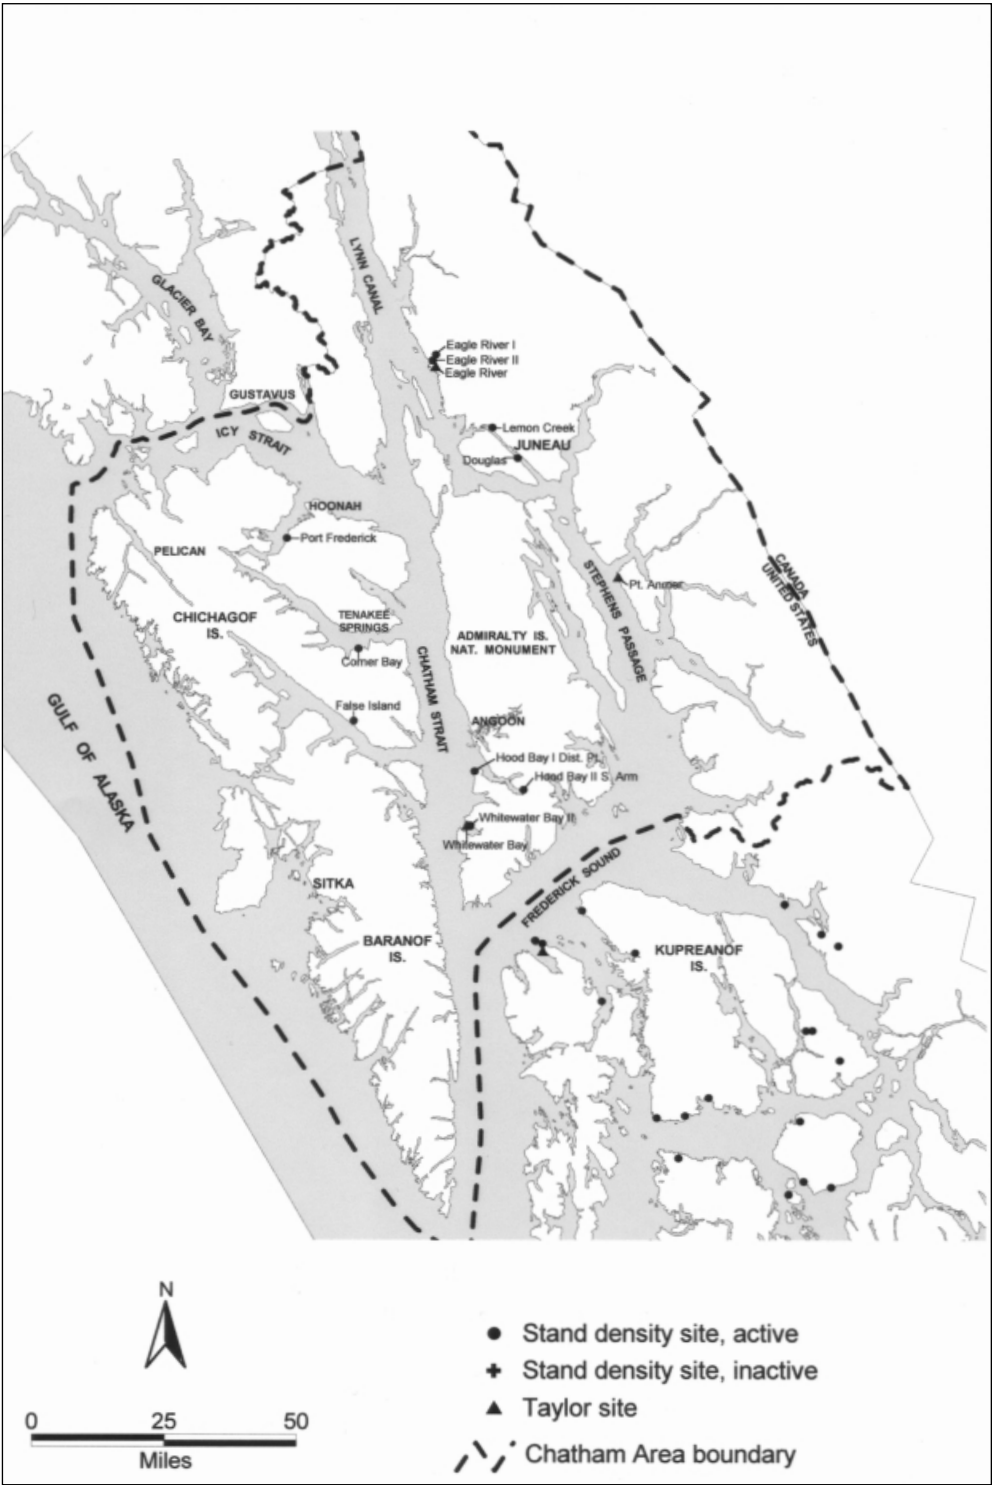 LYNN CANAL
GLACIER BAY
Eagle River I
Eagle River II
Eagle River
GUSTAVUS
ICY STRAIT
Lemon Creek
JUNEAU
Douglas
HOONAH
Port Frederick
PELICAN
CANADA
UNITED STATES
STEPHENS PASSAGE
CHICHAGOF
IS.
TENAKEE
SPRINGS
ADMIRALTY IS.
NAT. MONUMENT
Corner Bay
CHATHAM STRAIT
False Island
ANGOON
GULF OF ALASKA
Hood Bay I Dist. Pt.
Hood Bay II S. Arm
Whitewater Bay II
Whitewater Bay
FREDERICK SOUND
SITKA
BARANOF
IS.
KUPREANOF
IS.
N
0 25 50
Miles
Stand density site, active
Stand density site, inactive
Taylor site
Chatham Area boundary